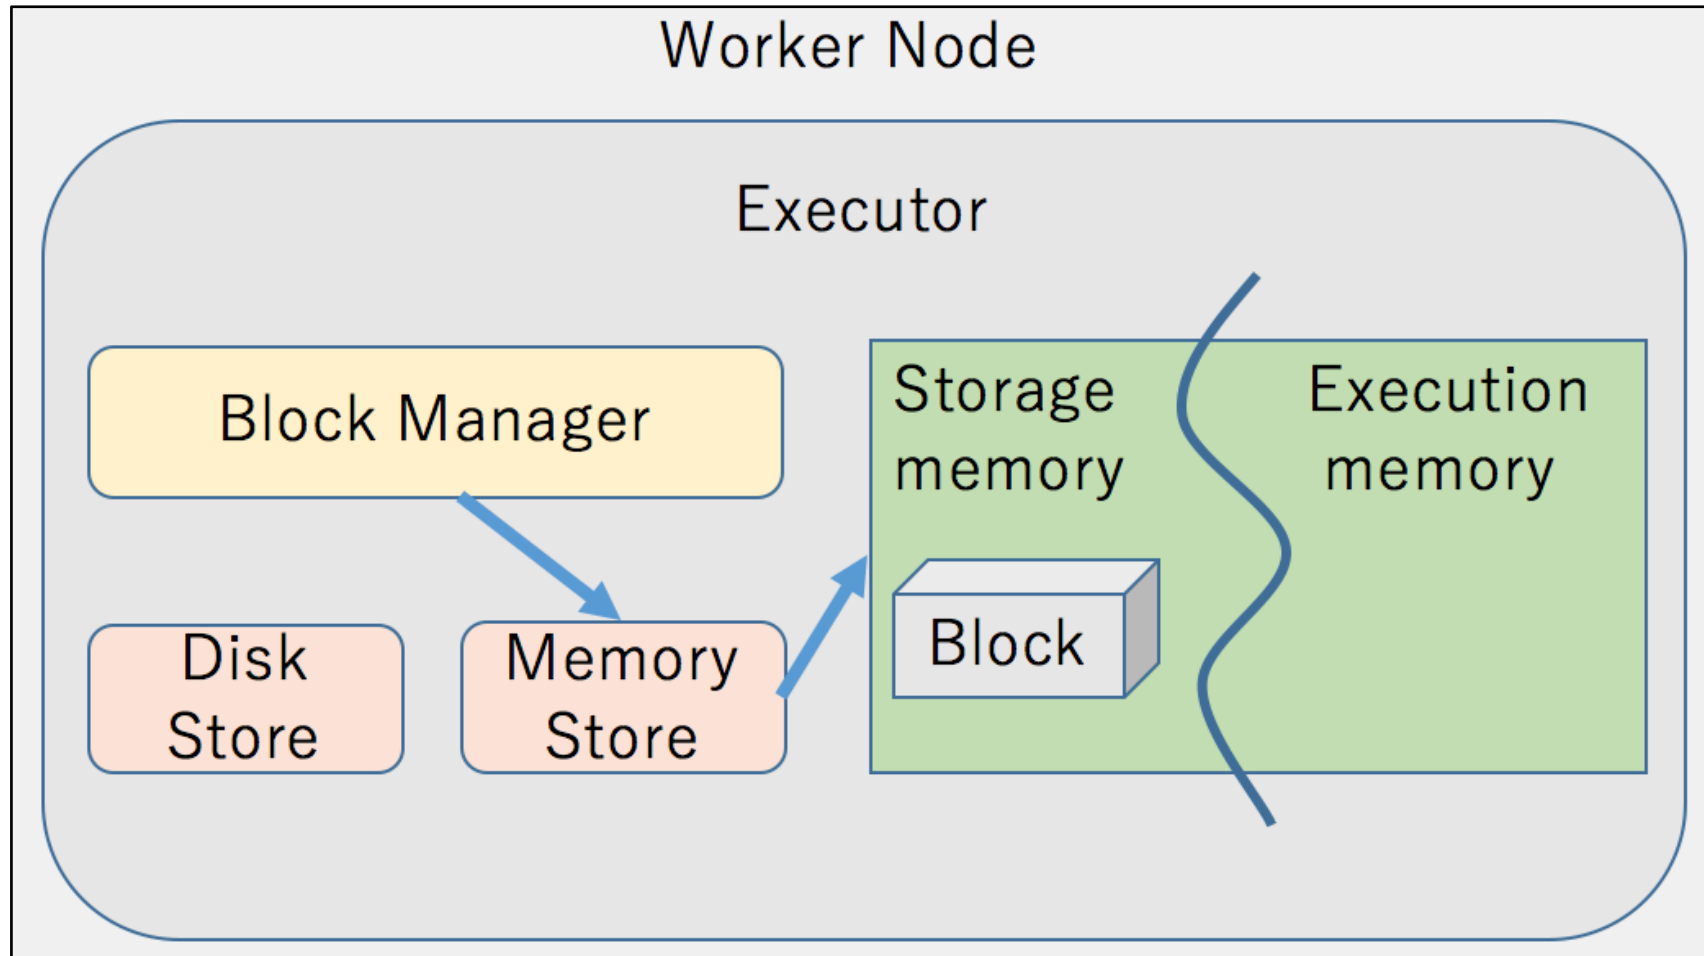 Worker Node
Executor
Block Manager
Disk
Store
Memory
Store
Storage
memory
Block
Execution
memory